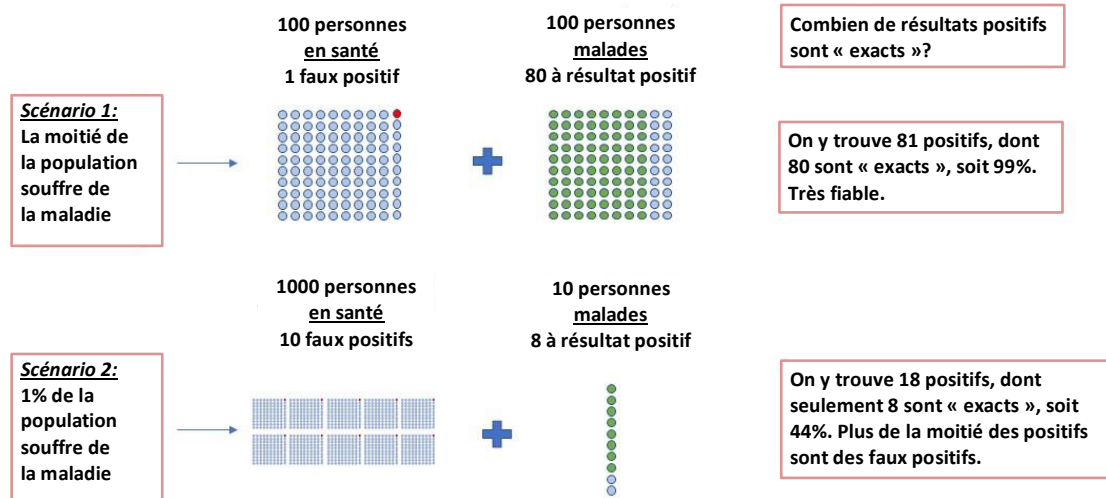 100 personnes
en santé
1 faux positif
100 personnes
malades
80 à résultat positif
Combien de résultats positifs
sont « exacts »?
Scénario 1:
La moitié de
la population
souffre de
la maladie
On y trouve 81 positifs, dont
80 sont « exacts », soit 99%.
Très fiable.
1000 personnes
en santé
10 faux positifs
10 personnes
malades
8 à résultat positif
Scénario 2:
1% de la
population
souffre de
la maladie
On y trouve 18 positifs, dont
seulement 8 sont « exacts », soit
44%. Plus de la moitié des positifs
sont des faux positifs.